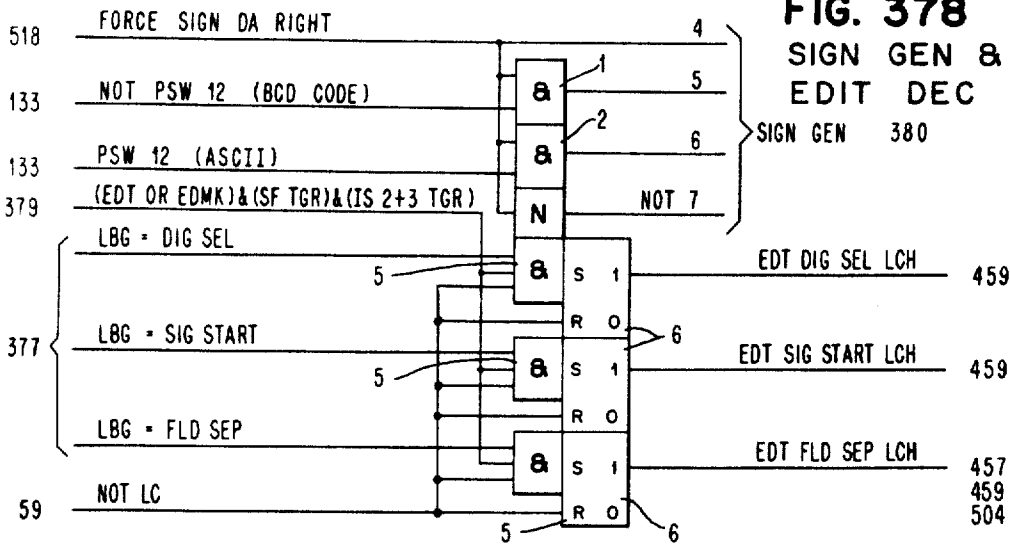 FIG. 378
SIGN GEN &
EDIT DEC
518 FORCE SIGN DA RIGHT 4
1
133 NOT PSW 12 (BCD CODE) & 5
2
SIGN GEN 380
133 PSW 12 (ASCII) & 6
379 (EDT OR EDMK)&(SF TGR)&(IS 2+3 TGR) N NOT 7
LBG = DIG SEL
5 & S 1 EDT DIG SEL LCH 459
R 0 6
377 LBG = SIG START
5 & S 1 EDT SIG START LCH 459
R 0
LBG = FLD SEP
& S 1 EDT FLD SEP LCH 457
459
504
59 NOT LC R 0
5 6